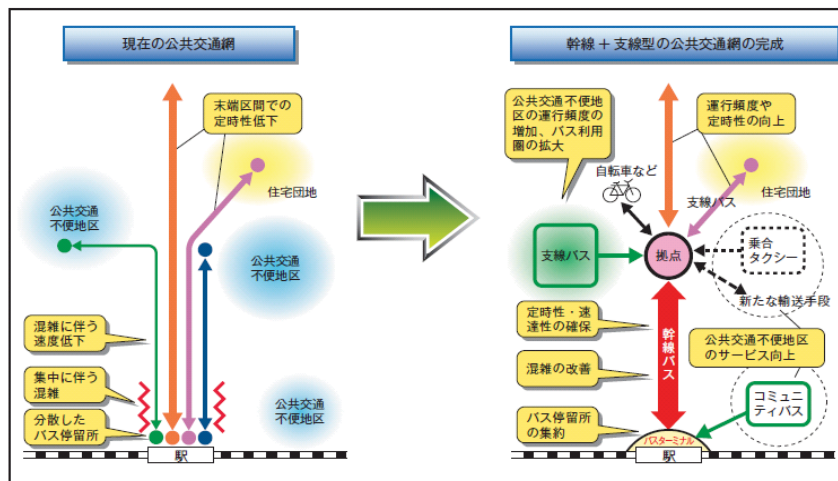 現在の公共交通網
末端区間での
定時性低下
住宅団地
公共交通
不便地区
公共交通
不便地区
混雑に伴う
速度低下
集中に伴う
混雑
分散した
バス停留所
公共交通
不便地区
駅
幹線＋支線型の公共交通網の完成
公共交通不便地
区の運行頻度の
増加、バス利用
圏の拡大
運行頻度や
定時性の向上
自転車など
支線バス
住宅団地
支線バス
拠点
乗合
タクシー
新たな輸送手段
定時性・速
達性の確保
幹線バス
公共交通不便地区
のサービス向上
混雑の改善
コミュニ
ティバス
バス停留所
の集約
バスターミナル
駅